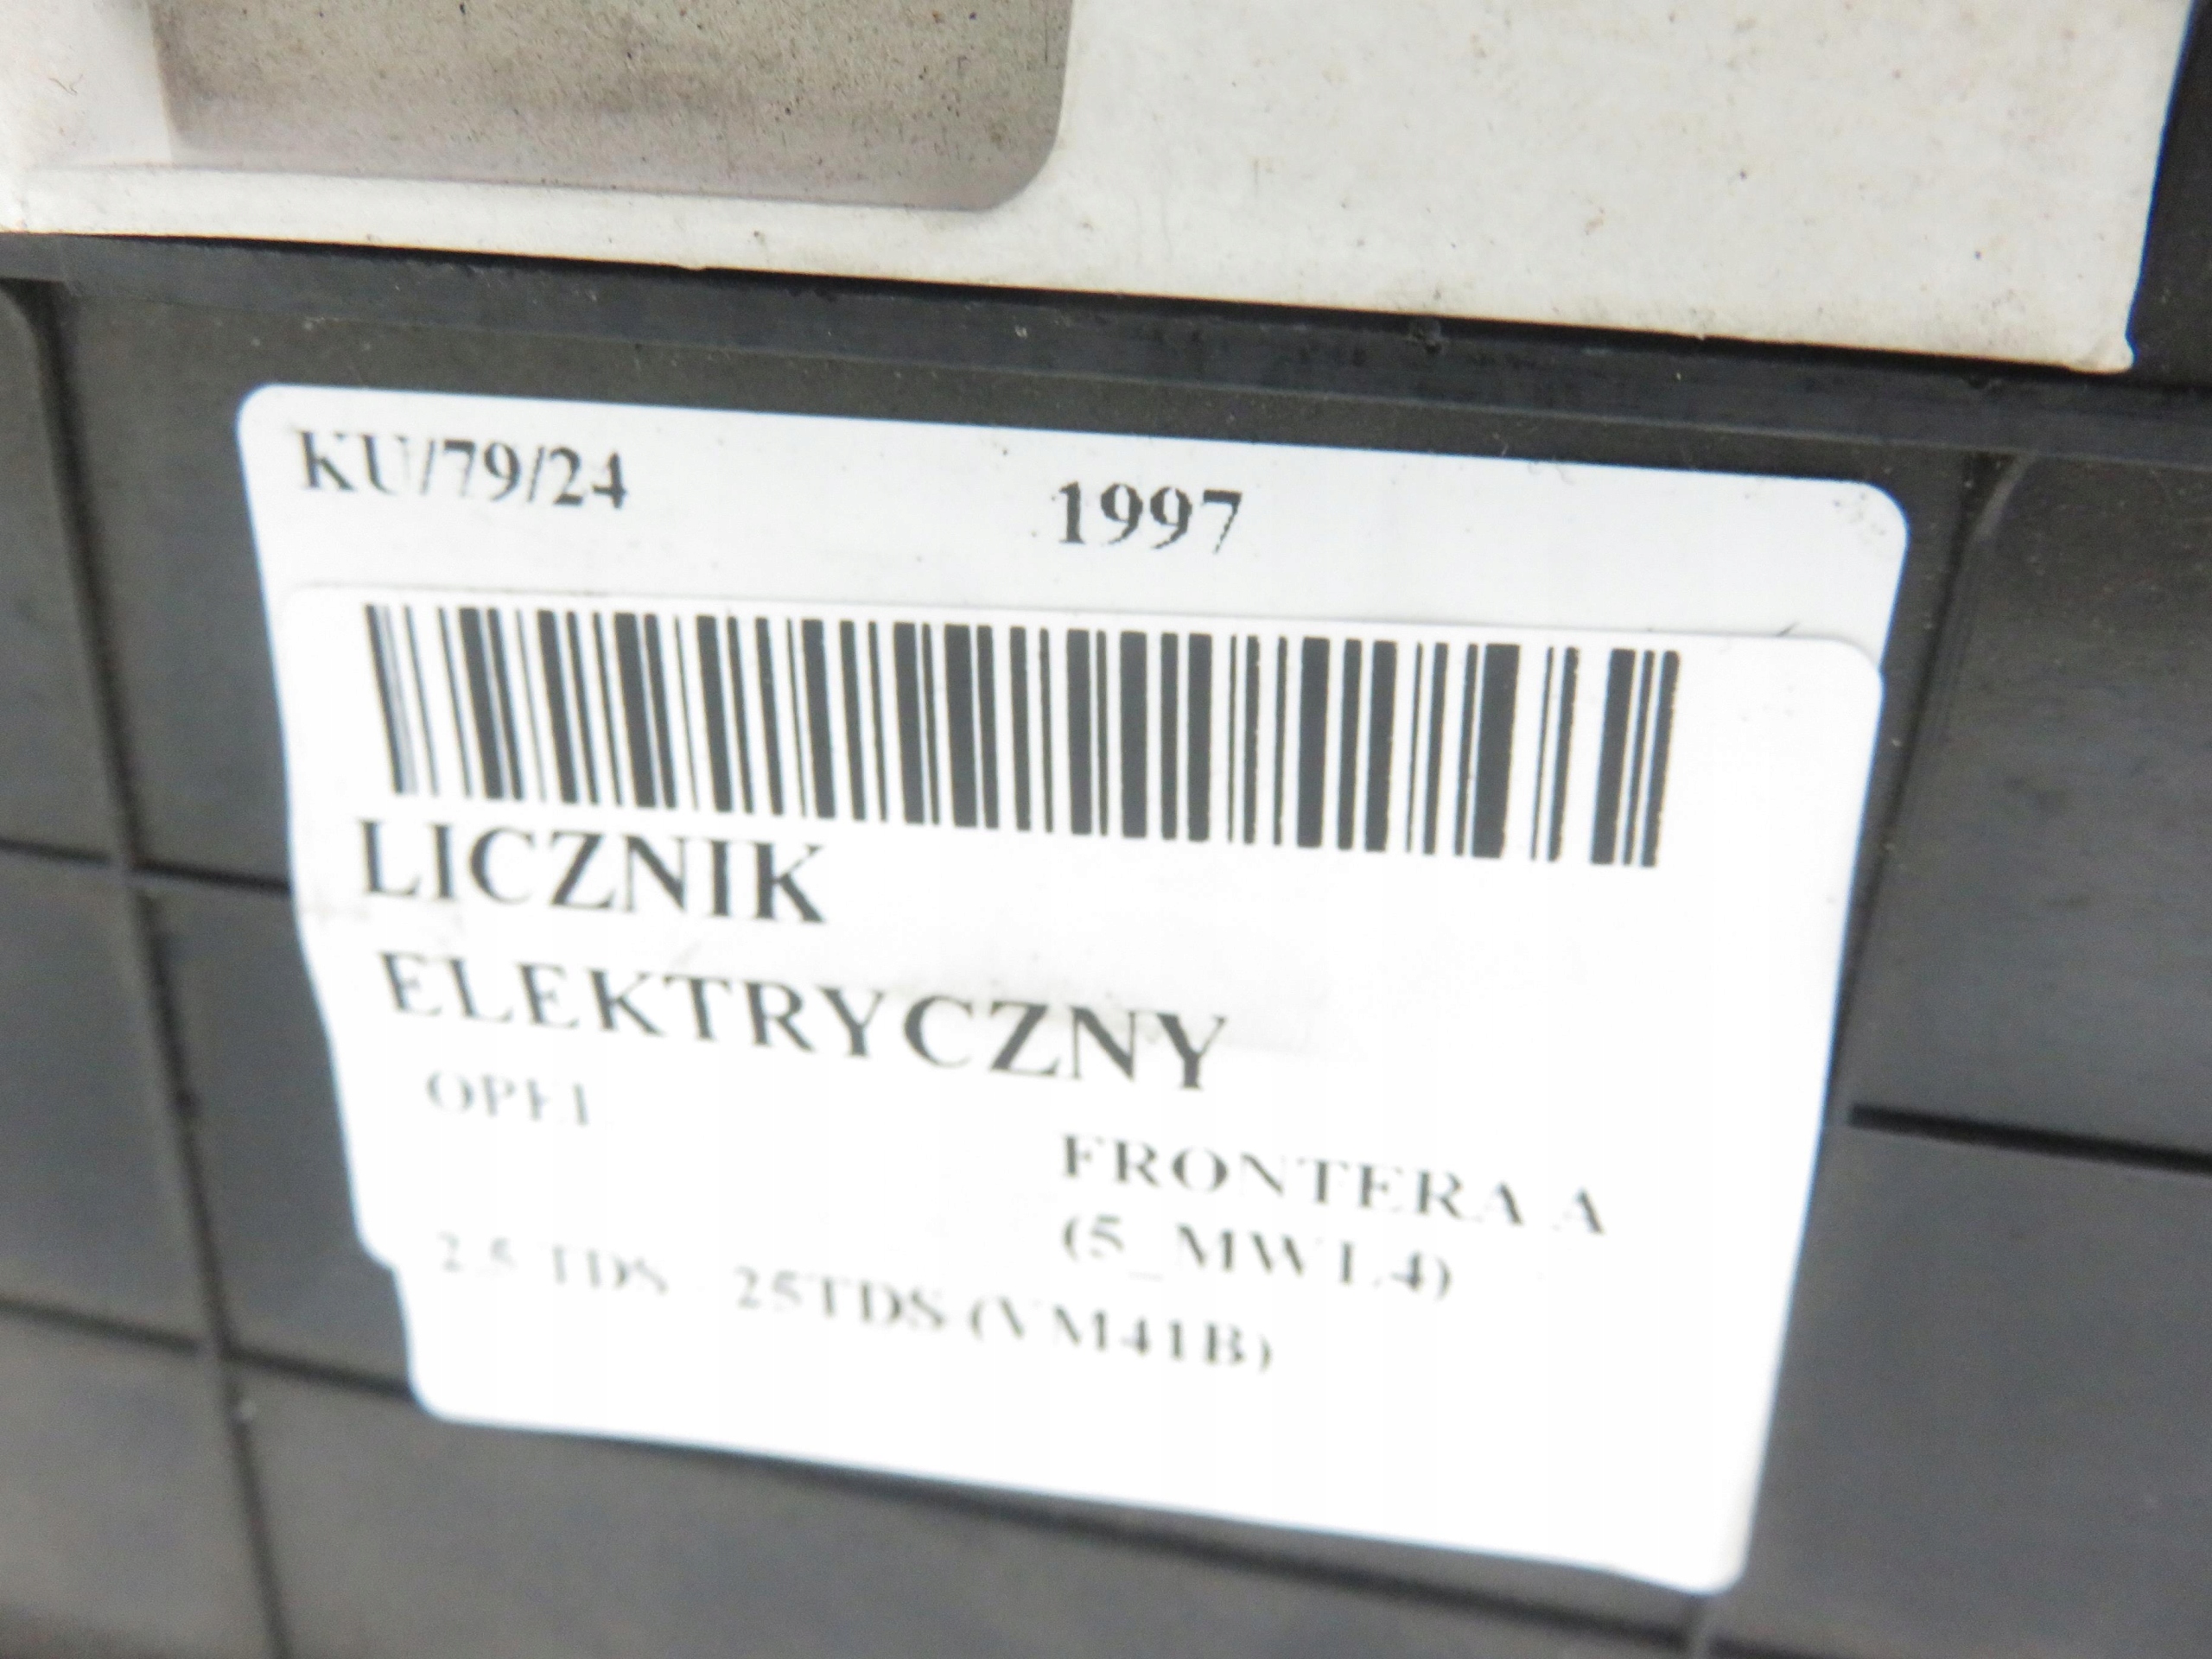 KU/79/24 1997
LICZNIK
ELEKTRYCZNY
OPEL
FRONTERA A
(5_MWL4)
2.5 TDS 25TDS (VM41B)